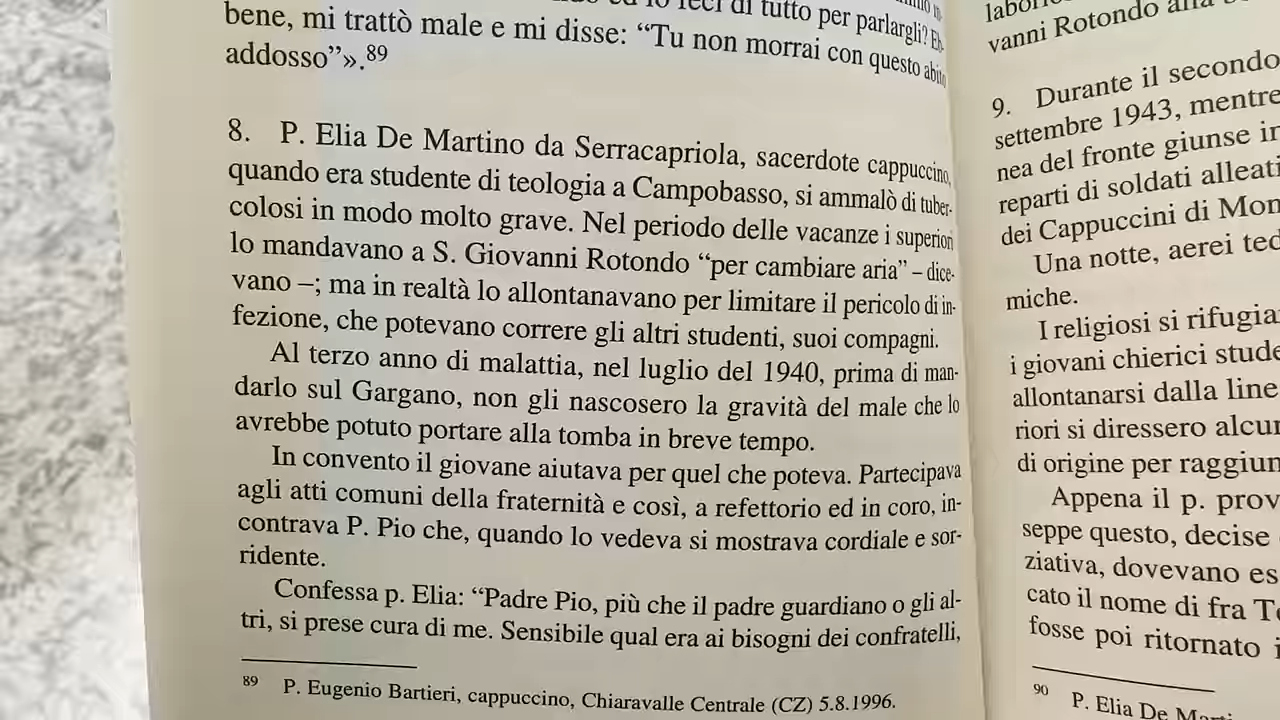 feci di tutto per parlargli? Eb-
bene, mi trattò male e mi disse: “Tu non morrai con questo abito
addosso”».89
8. P. Elia De Martino da Serracapriola, sacerdote cappuccino,
quando era studente di teologia a Campobasso, si ammalò di tuber-
colosi in modo molto grave. Nel periodo delle vacanze i superiori
lo mandavano a S. Giovanni Rotondo “per cambiare aria” – dice-
vano –; ma in realtà lo allontanavano per limitare il pericolo di in-
fezione, che potevano correre gli altri studenti, suoi compagni.
Al terzo anno di malattia, nel luglio del 1940, prima di man-
darlo sul Gargano, non gli nascosero la gravità del male che lo
avrebbe potuto portare alla tomba in breve tempo.
In convento il giovane aiutava per quel che poteva. Partecipava
agli atti comuni della fraternità e così, a refettorio ed in coro, in-
contrava P. Pio che, quando lo vedeva si mostrava cordiale e sor-
ridente.
Confessa p. Elia: “Padre Pio, più che il padre guardiano o gli al-
tri, si prese cura di me. Sensibile qual era ai bisogni dei confratelli,
89 P. Eugenio Bartieri, cappuccino, Chiaravalle Centrale (CZ) 5.8.1996.
vanni Rotondo
9. Durante il secondo
settembre 1943, mentre
nea del fronte giunse in
reparti di soldati alleati
dei Cappuccini di Mon
Una notte, aerei ted
miche.
I religiosi si rifugia
i giovani chierici stude
allontanarsi dalla line
riori si diressero alcun
di origine per raggiun
Appena il p. prov
seppe questo, decise
ziativa, dovevano es
cato il nome di fra T
fosse poi ritornato i
90 P. Elia De Marti